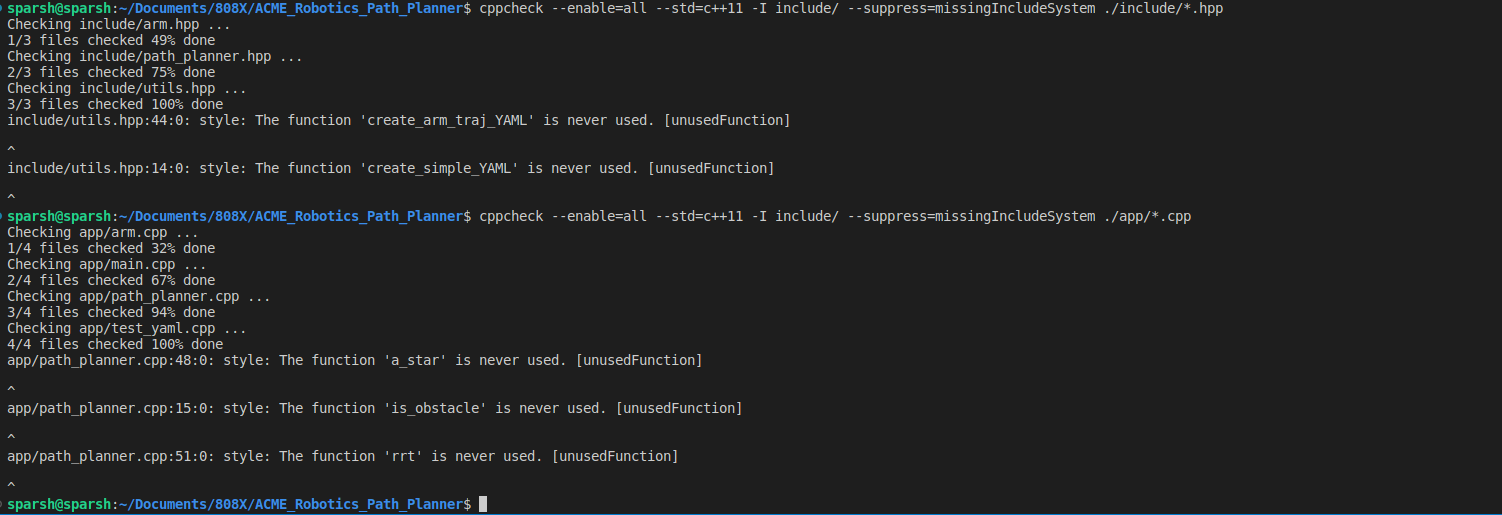 sparsh@sparsh:~/Documents/808X/ACME_Robotics_Path_Planner$ cppcheck --enable=all --std=c++11 -I include/ --suppress=missingIncludeSystem ./include/*.hpp
Checking include/arm.hpp ...
1/3 files checked 49% done
Checking include/path_planner.hpp ...
2/3 files checked 75% done
Checking include/utils.hpp ...
3/3 files checked 100% done
include/utils.hpp:44:0: style: The function 'create_arm_traj_YAML' is never used. [unusedFunction]

^
include/utils.hpp:14:0: style: The function 'create_simple_YAML' is never used. [unusedFunction]

^
sparsh@sparsh:~/Documents/808X/ACME_Robotics_Path_Planner$ cppcheck --enable=all --std=c++11 -I include/ --suppress=missingIncludeSystem ./app/*.cpp
Checking app/arm.cpp ...
1/4 files checked 32% done
Checking app/main.cpp ...
2/4 files checked 67% done
Checking app/path_planner.cpp ...
3/4 files checked 94% done
Checking app/test_yaml.cpp ...
4/4 files checked 100% done
app/path_planner.cpp:48:0: style: The function 'a_star' is never used. [unusedFunction]

^
app/path_planner.cpp:15:0: style: The function 'is_obstacle' is never used. [unusedFunction]

^
app/path_planner.cpp:51:0: style: The function 'rrt' is never used. [unusedFunction]

^
sparsh@sparsh:~/Documents/808X/ACME_Robotics_Path_Planner$